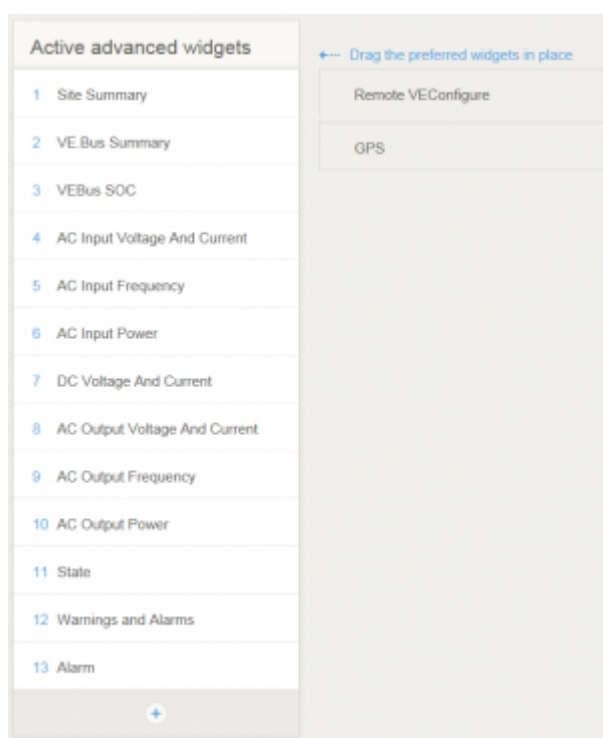 Active advanced widgets
1 Site Summary
2 VE.Bus Summary
3 VEBus SOC
4 AC Input Voltage And Current
5 AC Input Frequency
6 AC Input Power
7 DC Voltage And Current
8 AC Output Voltage And Current
9 AC Output Frequency
10 AC Output Power
11 State
12 Warnings and Alarms
13 Alarm
+
Drag the preferred widgets in place
Remote VEConfigure
GPS